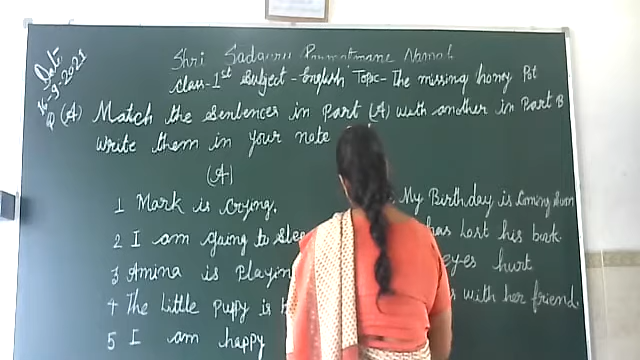 Date- 16-9-2021
Shri Sadguru Namah
Class-1st Subject-English Topic-The missing honey Pot
Q (A) Match the Sentences in Part (A) with another in Part B
Write them in your note
(A)
1 Mark is crying. My Birthday is Coming Soon
2 I am going to has Lost his book.
3 Amina is eyes hurt
4 The Little Puppy is with her friend.
5 I am happy